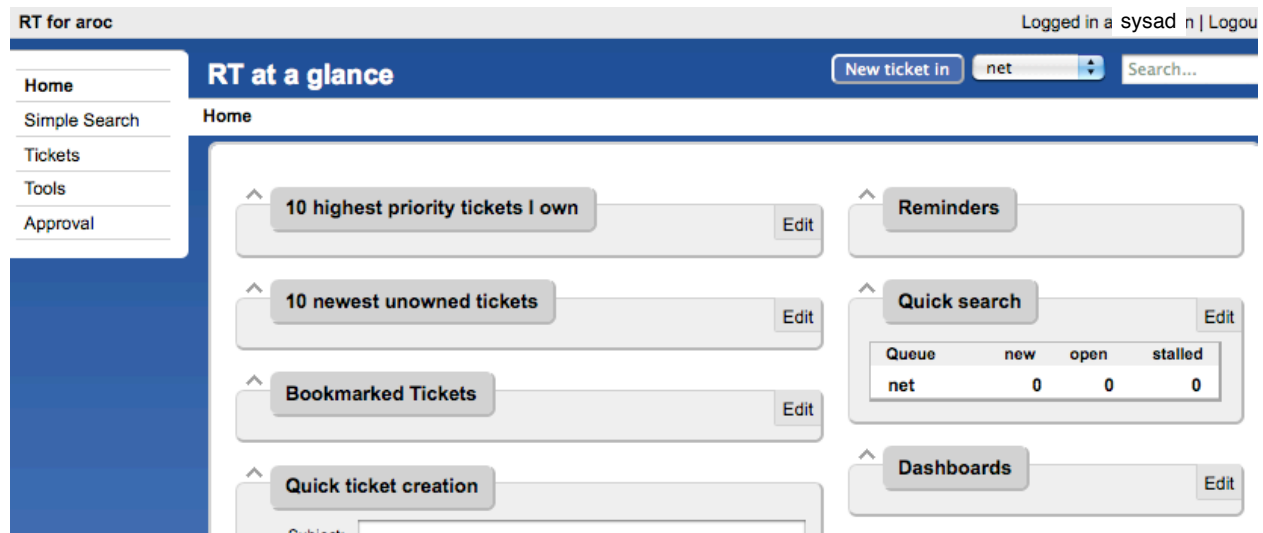 RT for aroc
Logged in a sysad n | Logou
Home
Simple Search
Tickets
Tools
Approval
RT at a glance
New ticket in
net
Search...
Home
10 highest priority tickets I own
Edit
10 newest unowned tickets
Edit
Bookmarked Tickets
Edit
Quick ticket creation
Reminders
Quick search
Edit
Queue new open stalled
net 0 0 0
Dashboards
Edit